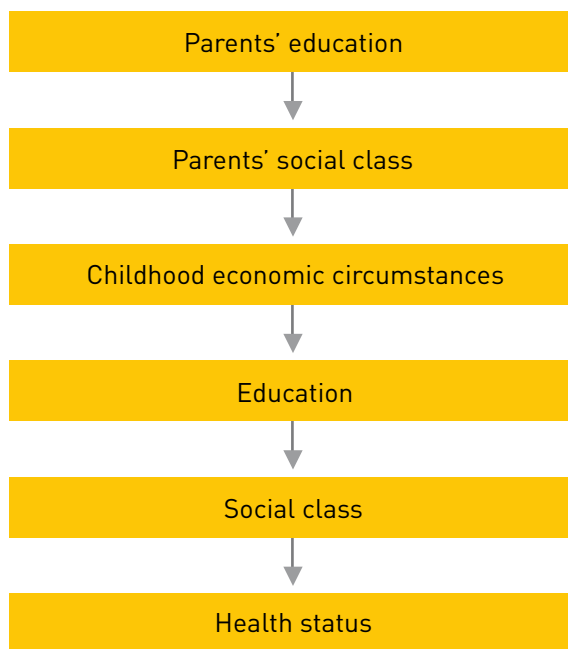 Parents’ education
Parents’ social class
Childhood economic circumstances
Education
Social class
Health status